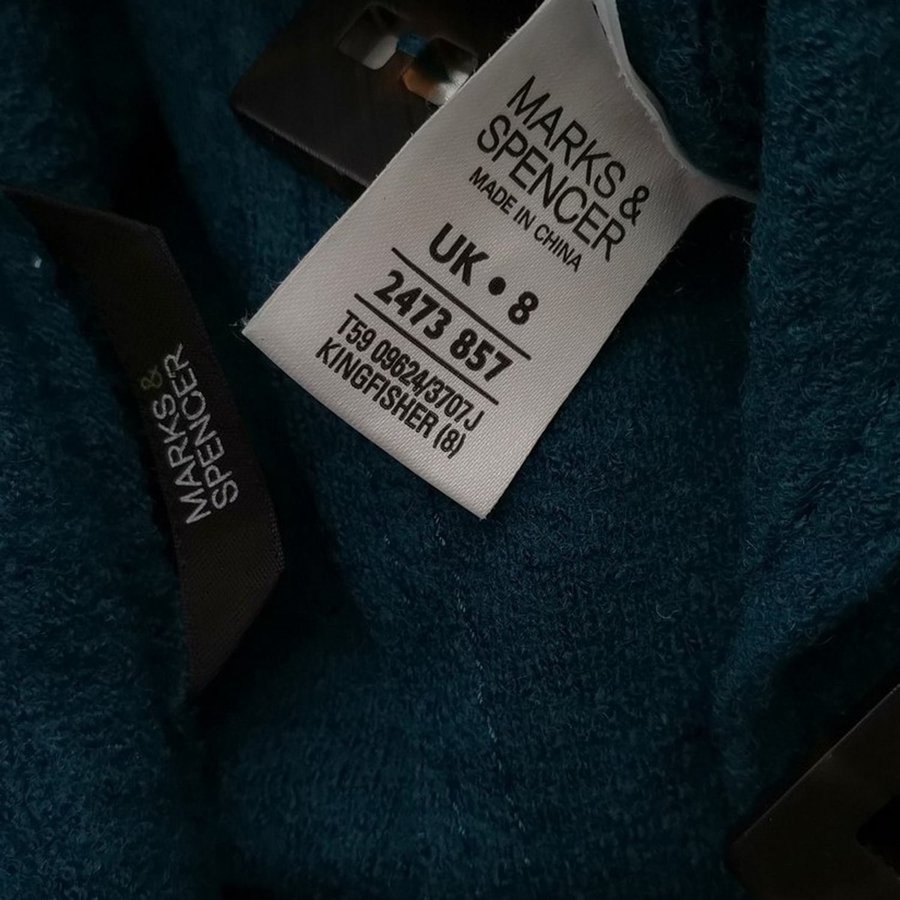 MARKS &
SPENCER
MADE IN CHINA
UK • 8
2473 857
T59 09624/3707J
KINGFISHER (8)
MARKS &
SPENCER